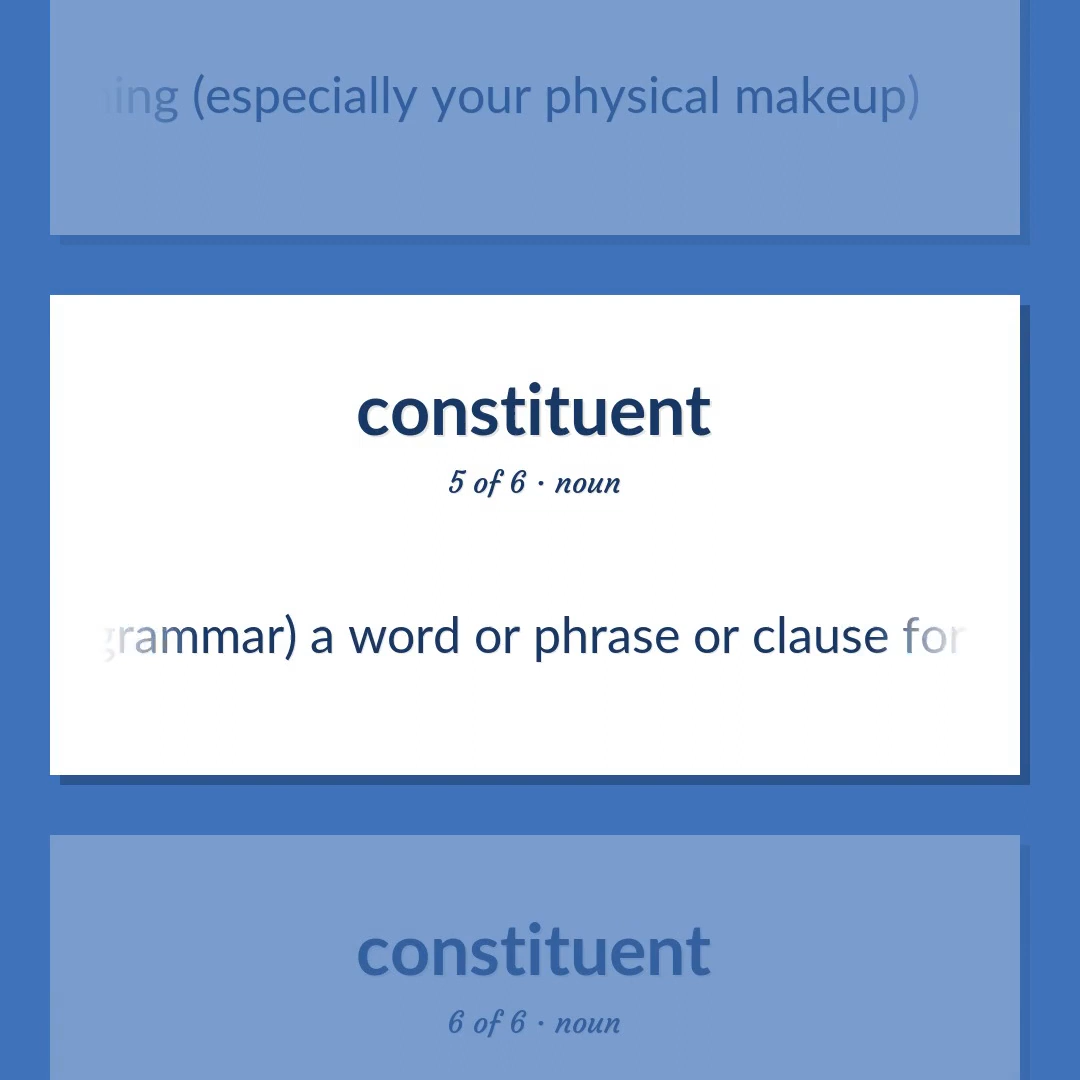 ing (especially your physical makeup)
constituent
5 of 6 · noun
grammar) a word or phrase or clause for
constituent
6 of 6 · noun